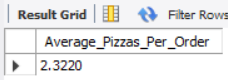 Result Grid Filter Rows
Average_Pizzas_Per_Order
2.3220